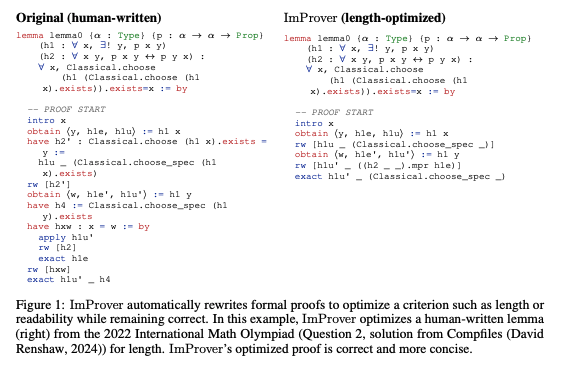 Original (human-written)
lemma lemma0 {α : Type} {p : α → α → Prop}
(h1 : ∀ x, ∃! y, p x y)
(h2 : ∀ x y, p x y ↔ p y x) :
∀ x, Classical.choose
(h1 (Classical.choose (h1
x).exists)).exists=x := by
-- PROOF START
intro x
obtain ⟨y, h1e, h1u⟩ := h1 x
have h2' : Classical.choose (h1 x).exists =
y :=
h1u _ (Classical.choose_spec (h1
x).exists)
rw [h2']
obtain ⟨w, h1e', h1u'⟩ := h1 y
have h4 := Classical.choose_spec (h1
y).exists
have hxw : x = w := by
apply h1u'
rw [h2]
exact h1e
rw [hxw]
exact h1u' _ h4
ImProver (length-optimized)
lemma lemma0 {α : Type} {p : α → α → Prop}
(h1 : ∀ x, ∃! y, p x y)
(h2 : ∀ x y, p x y ↔ p y x) :
∀ x, Classical.choose
(h1 (Classical.choose (h1
x).exists)).exists=x := by
-- PROOF START
intro x
obtain ⟨y, h1e, h1u⟩ := h1 x
rw [h1u _ (Classical.choose_spec _)]
obtain ⟨w, h1e', h1u'⟩ := h1 y
rw [h1u' _ ((h2 _ _).mpr h1e)]
exact h1u' _ (Classical.choose_spec _)
Figure 1: ImProver automatically rewrites formal proofs to optimize a criterion such as length or
readability while remaining correct. In this example, ImProver optimizes a human-written lemma
(right) from the 2022 International Math Olympiad (Question 2, solution from Compfiles (David
Renshaw, 2024)) for length. ImProver's optimized proof is correct and more concise.